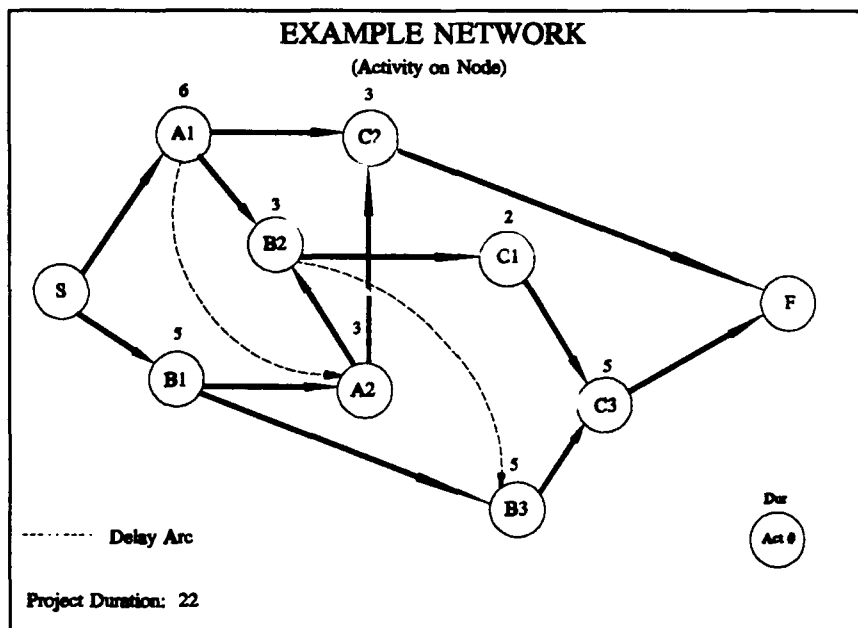 EXAMPLE NETWORK
(Activity on Node)
6
A1
3
C?
3
B2
2
C1
S
F
5
B1
3
A2
5
C3
5
B3
Dur
Act #
Delay Arc
Project Duration: 22